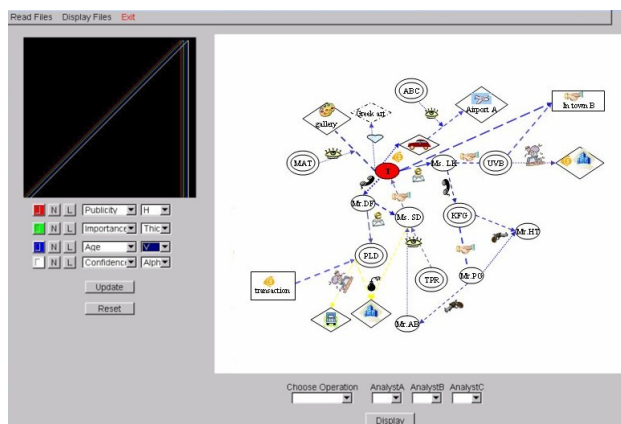 Read Files Display Files Exit
ABC
gallery
Greek art
Airport A
In town B
MAT
Y
Ms. LH
UVB
Mr.DF
Ms. SD
KFG
Mr.HT
PLD
transaction
TPR
Mr.PG
Mr.AB
N L Publicity H
N L Importance Thic
N L Age V
N L Confidence Alph
Update
Reset
Choose Operation AnalystA AnalystB AnalystC
Display